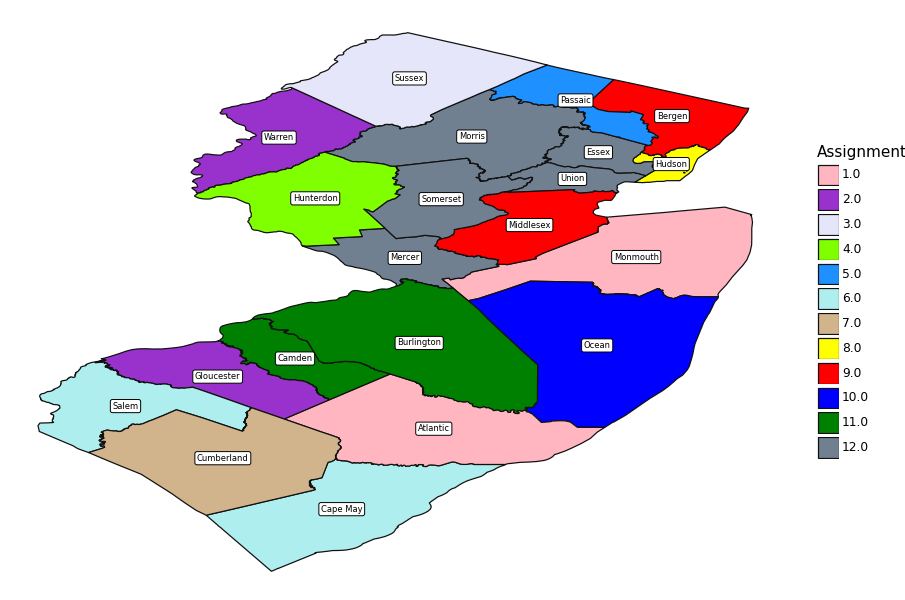 Sussex
Passaic
Bergen
Warren
Morris
Essex
Hudson
Union
Hunterdon
Somerset
Middlesex
Mercer
Monmouth
Burlington
Ocean
Camden
Gloucester
Salem
Atlantic
Cumberland
Cape May
Assignment
1.0
2.0
3.0
4.0
5.0
6.0
7.0
8.0
9.0
10.0
11.0
12.0